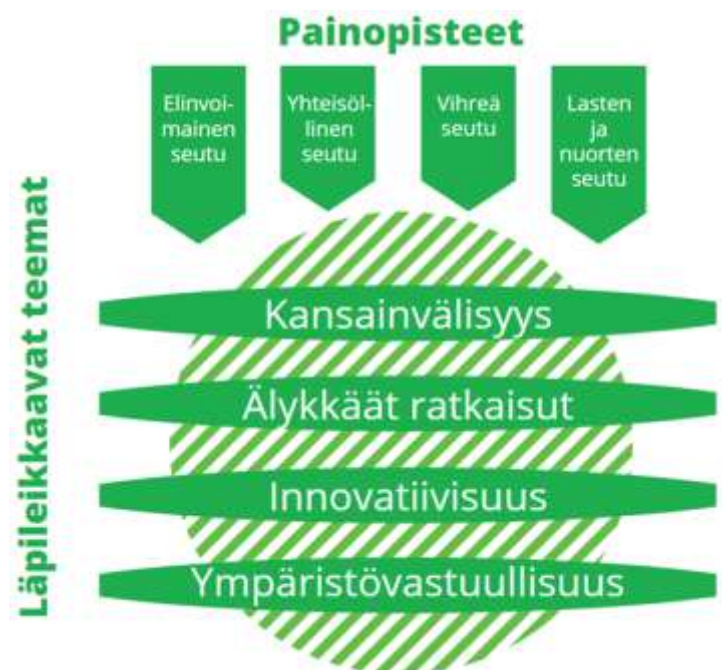 Painopisteet
Elinvoi-
mainen
seutu
Yhteisöl-
linen
seutu
Vihreä
seutu
Lasten
ja
nuorten
seutu
Läpileikkaavat teemat
Kansainvälisyys
Älykkäät ratkaisut
Innovatiivisuus
Ympäristövastuullisuus